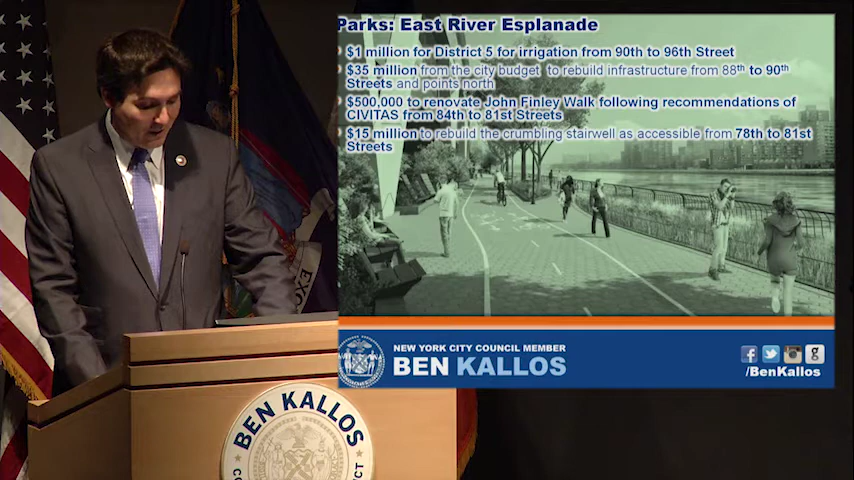 Parks: East River Esplanade
$1 million for District 5 for irrigation from 90th to 96th Street
$35 million from the city budget to rebuild infrastructure from 88th to 90th
Streets and points north
$500,000 to renovate John Finley Walk following recommendations of
CIVITAS from 84th to 81st Streets
$15 million to rebuild the crumbling stairwell as accessible from 78th to 81st
Streets
NEW YORK CITY COUNCIL MEMBER
BEN KALLOS
/BenKallos
BEN KALLOS
EXC